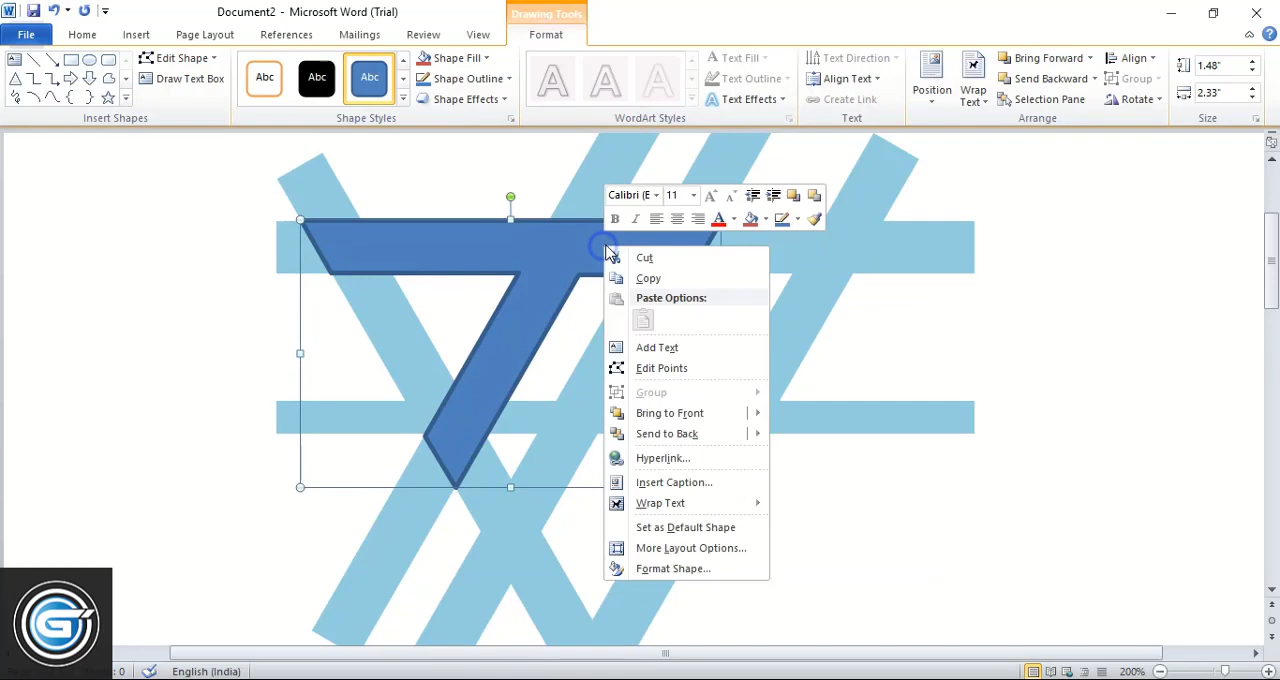 Document2 - Microsoft Word (Trial)
Drawing Tools
File Home Insert Page Layout References Mailings Review View Format
Edit Shape
Draw Text Box
Insert Shapes
Abc Abc Abc
Shape Fill
Shape Outline
Shape Effects
Shape Styles
A A A
Text Fill
Text Outline
Text Effects
WordArt Styles
Text Direction
Align Text
Create Link
Text
Position
Wrap Text
Bring Forward
Send Backward
Selection Pane
Align
Group
Rotate
Arrange
1.48"
2.33"
Size
Calibri (E 11
Cut
Copy
Paste Options:
Add Text
Edit Points
Group
Bring to Front
Send to Back
Hyperlink...
Insert Caption...
Wrap Text
Set as Default Shape
More Layout Options...
Format Shape...
English (India)
200%